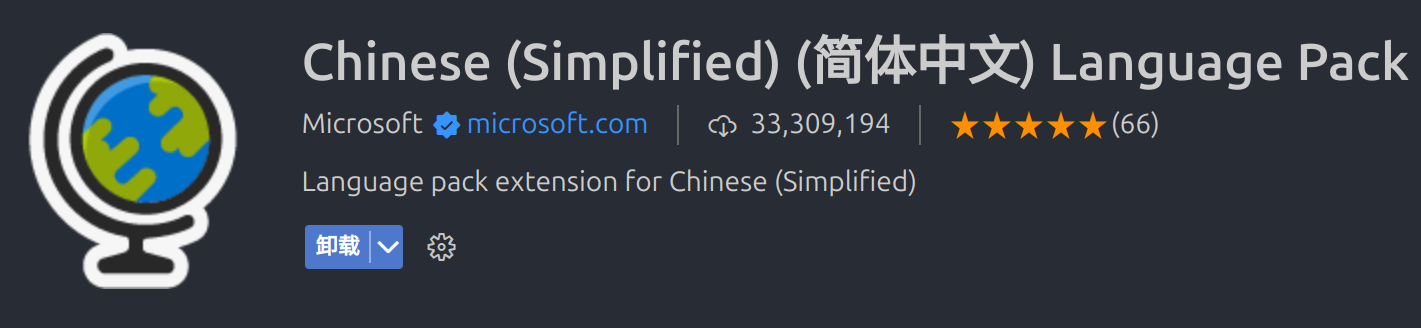 Chinese (Simplified) (简体中文) Language Pack
Microsoft microsoft.com 33,309,194 (66)
Language pack extension for Chinese (Simplified)
卸载